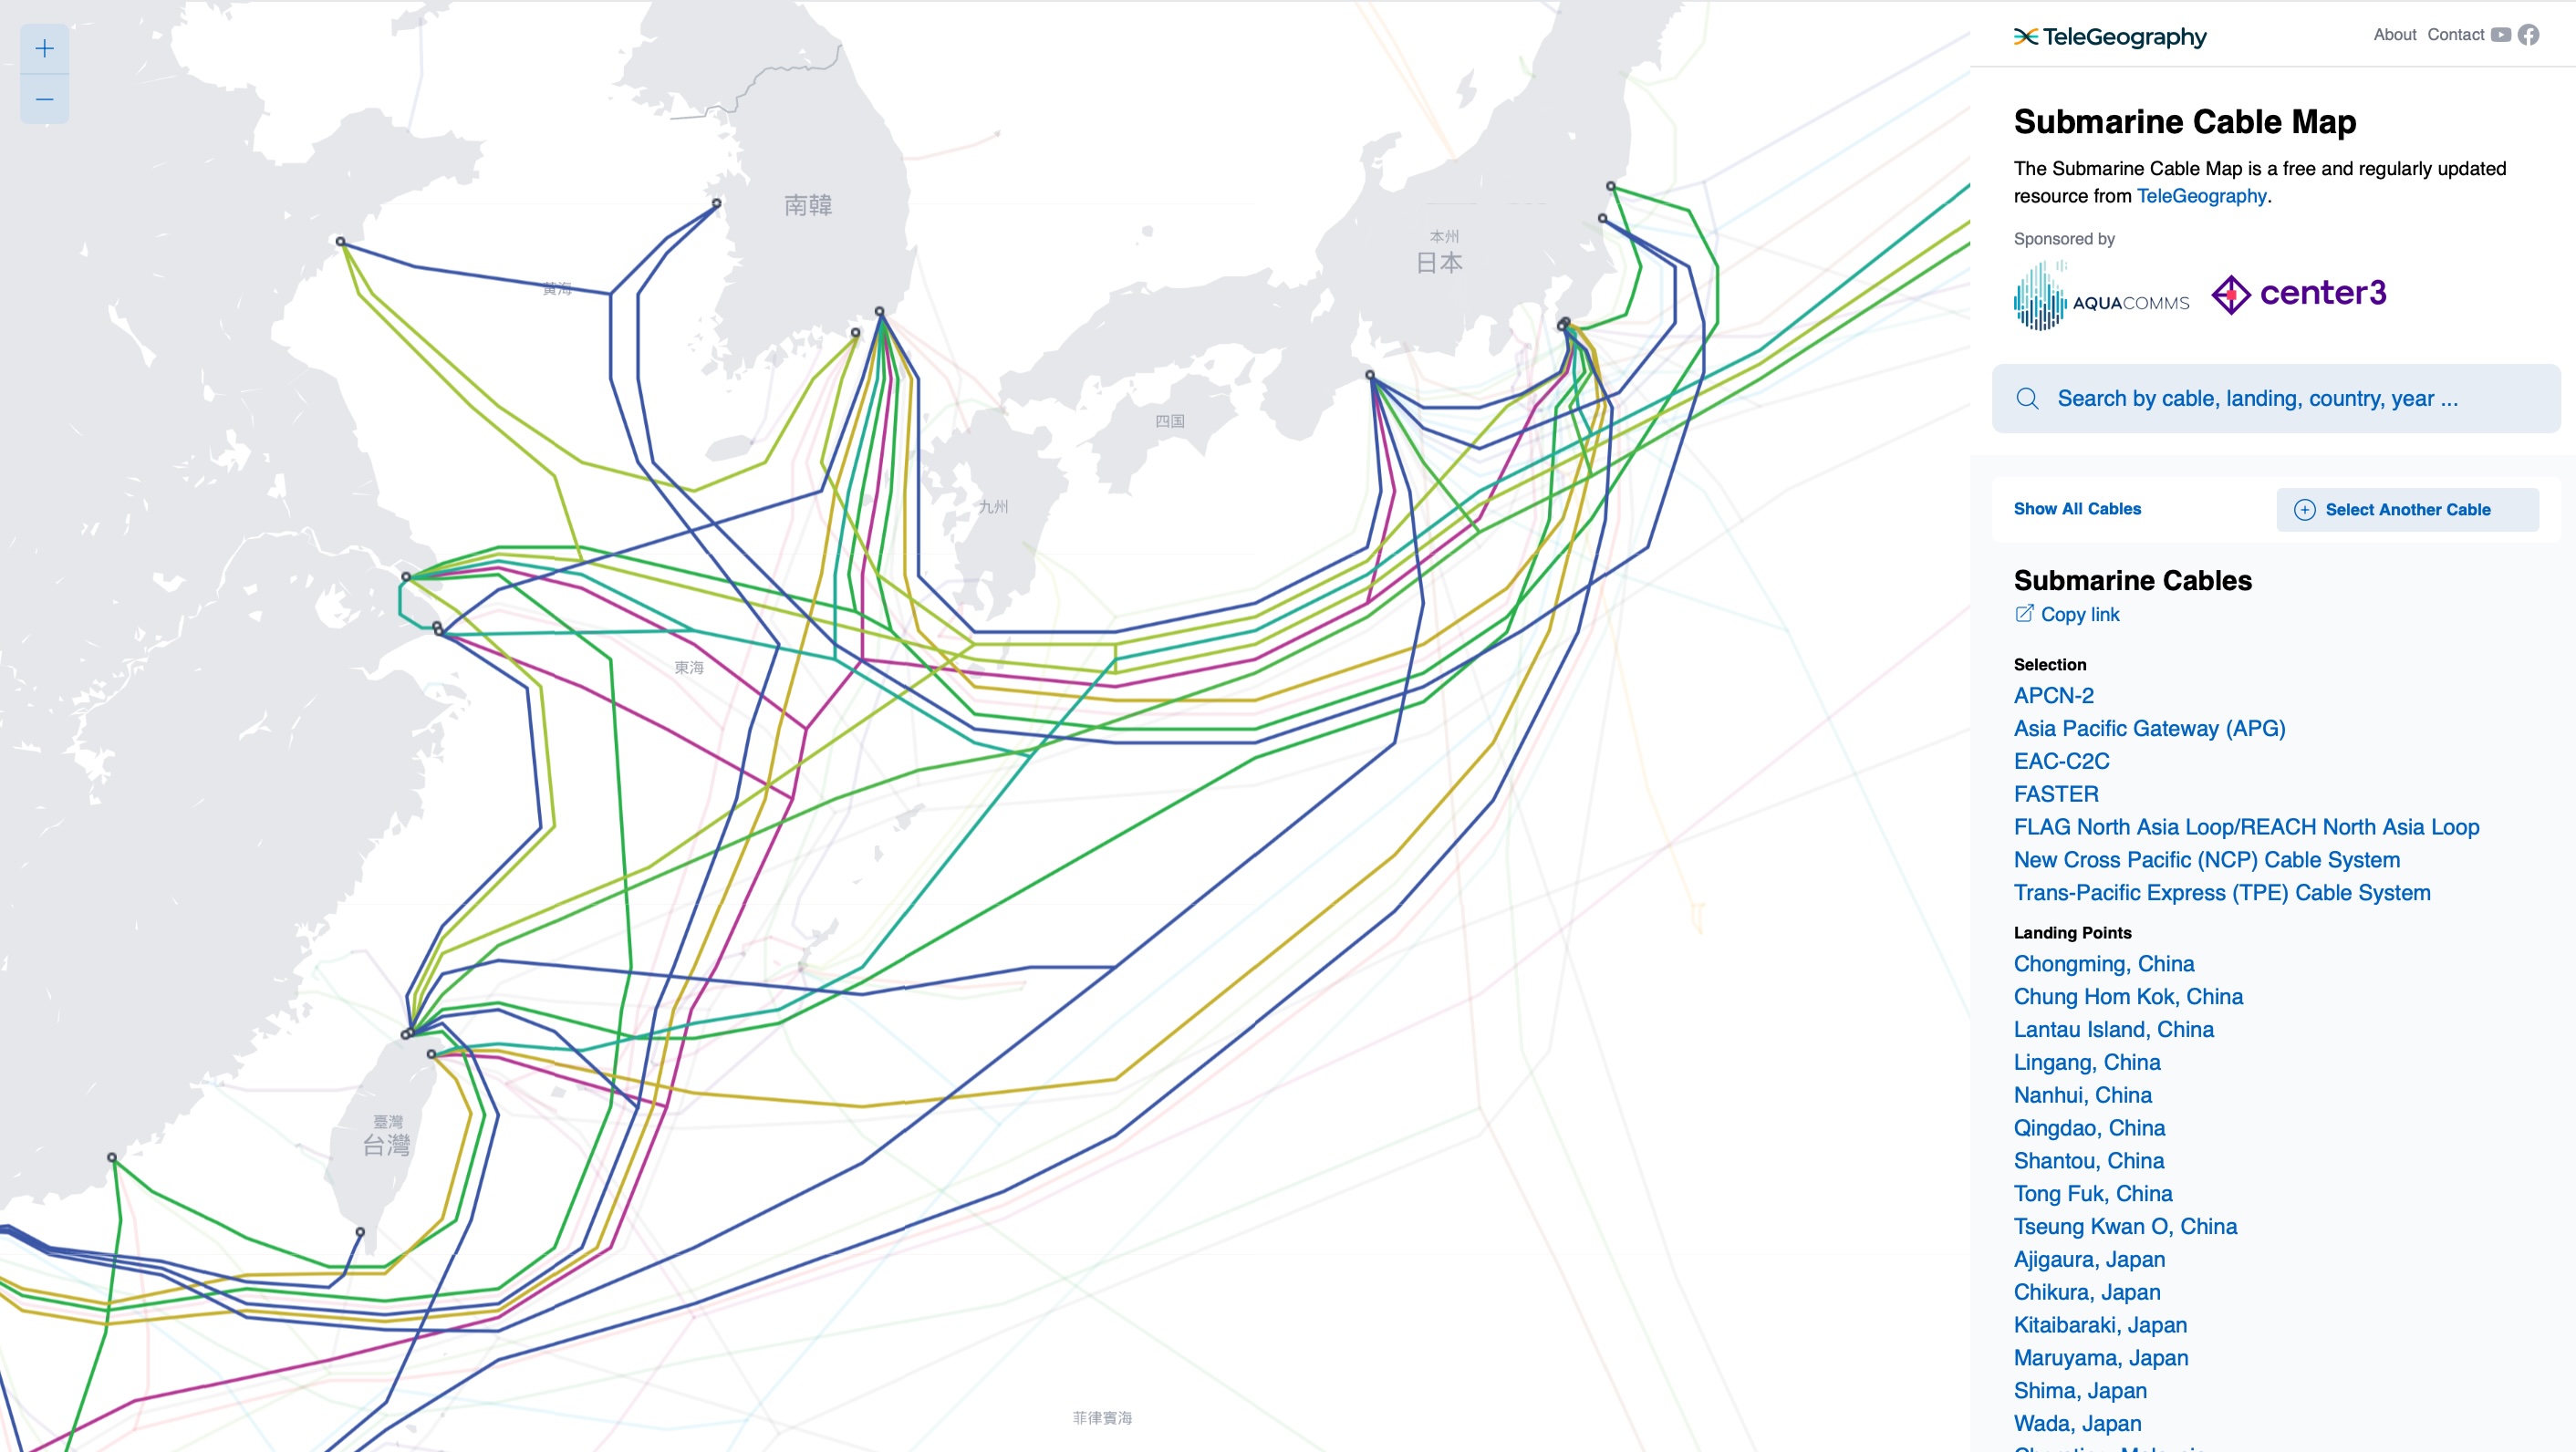 +
−
南韓
黃海
本州
日本
四国
九州
東海
臺灣
台灣
菲律賓海
TeleGeography
About Contact
Submarine Cable Map
The Submarine Cable Map is a free and regularly updated
resource from TeleGeography.
Sponsored by
AQUACOMMS
center3
Search by cable, landing, country, year ...
Show All Cables
Select Another Cable
Submarine Cables
Copy link
Selection
APCN-2
Asia Pacific Gateway (APG)
EAC-C2C
FASTER
FLAG North Asia Loop/REACH North Asia Loop
New Cross Pacific (NCP) Cable System
Trans-Pacific Express (TPE) Cable System
Landing Points
Chongming, China
Chung Hom Kok, China
Lantau Island, China
Lingang, China
Nanhui, China
Qingdao, China
Shantou, China
Tong Fuk, China
Tseung Kwan O, China
Ajigaura, Japan
Chikura, Japan
Kitaibaraki, Japan
Maruyama, Japan
Shima, Japan
Wada, Japan